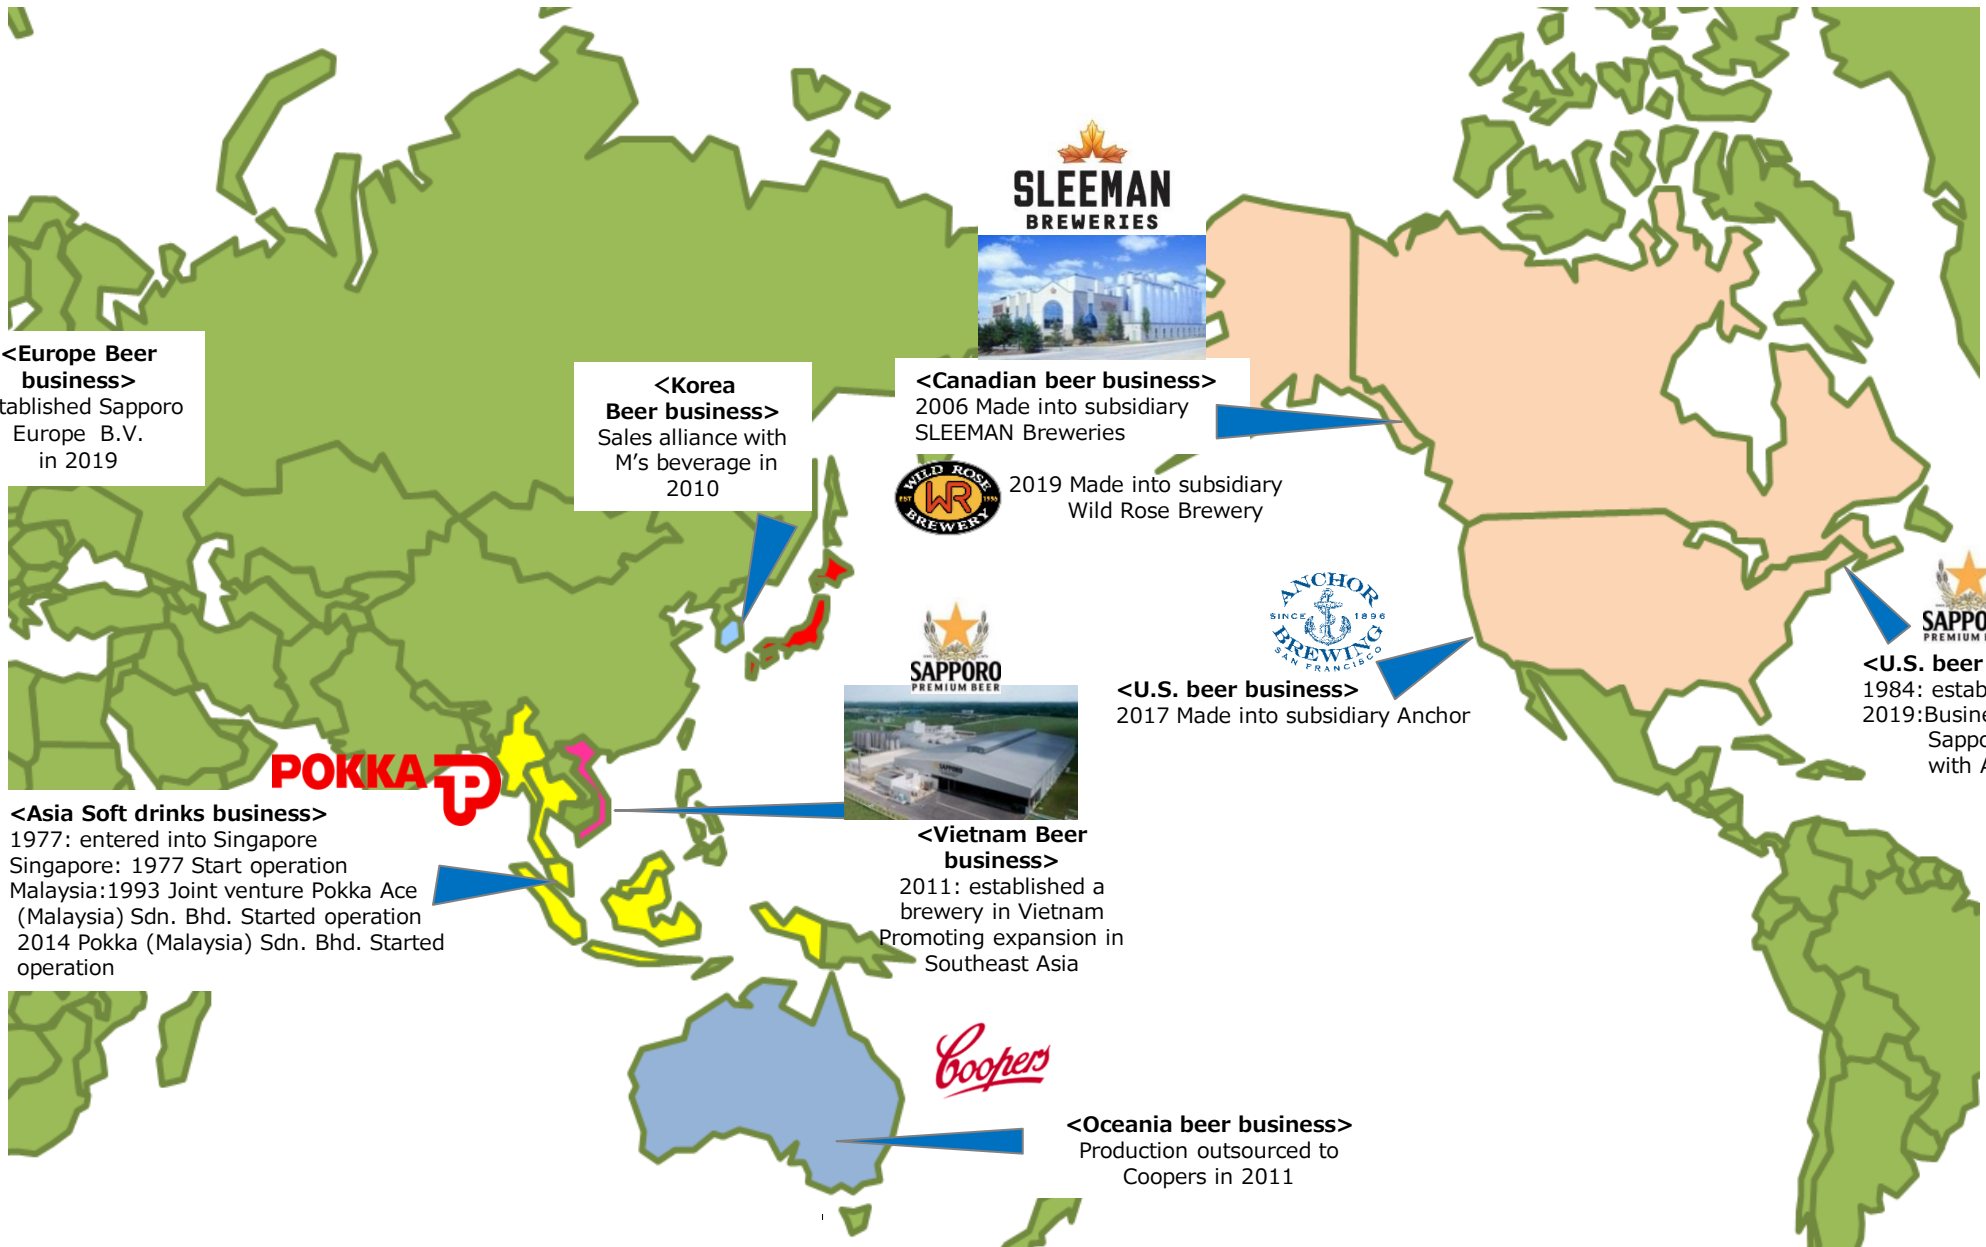 SLEEMAN
BREWERIES
<Europe Beer
business>
tablished Sapporo
Europe B.V.
in 2019
<Korea
Beer business>
Sales alliance with
M’s beverage in
2010
<Canadian beer business>
2006 Made into subsidiary
SLEEMAN Breweries
WILD ROSE
EST WR 1996
BREWERY
2019 Made into subsidiary
Wild Rose Brewery
ANCHOR
SINCE 1896
BREWING
SAN FRANCISCO
<U.S. beer business>
2017 Made into subsidiary Anchor
SAPPO
PREMIUM
<U.S. beer
1984: estab
2019:Busine
Sappo
with A
SAPPORO
PREMIUM BEER
SAPPORO
<Vietnam Beer
business>
2011: established a
brewery in Vietnam
Promoting expansion in
Southeast Asia
POKKA
<Asia Soft drinks business>
1977: entered into Singapore
Singapore: 1977 Start operation
Malaysia:1993 Joint venture Pokka Ace
(Malaysia) Sdn. Bhd. Started operation
2014 Pokka (Malaysia) Sdn. Bhd. Started
operation
Coopers
<Oceania beer business>
Production outsourced to
Coopers in 2011